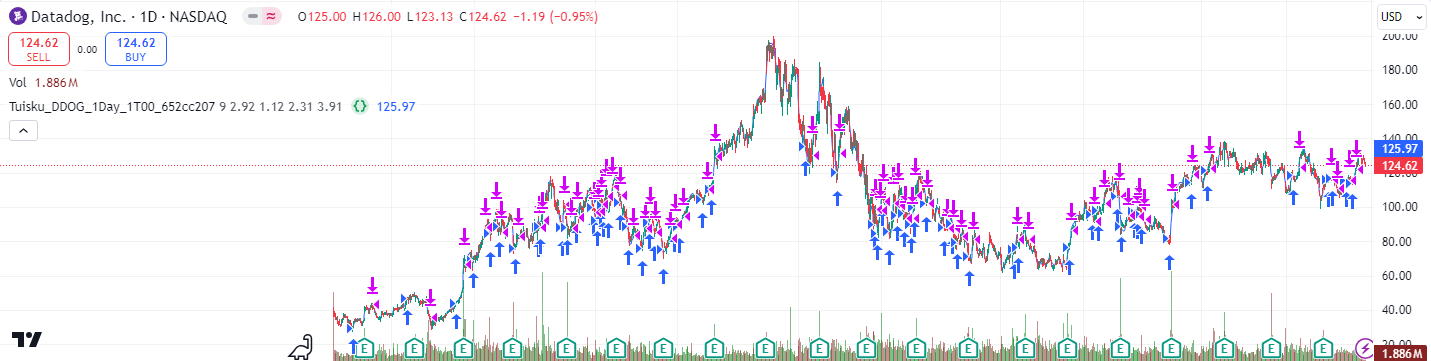 Datadog, Inc. · 1D · NASDAQ O125.00 H126.00 L123.13 C124.62 −1.19 (−0.95%)
USD
124.62 0.00 124.62
SELL BUY
Vol 1.886M
Tuisku_DDOG_1Day_1T00_652cc207 9 2.92 1.12 2.31 3.91 {} 125.97
200.00
180.00
160.00
140.00
125.97
124.62
120.00
100.00
80.00
60.00
40.00
20.00
1.886M
E E E E E E E E E E E E E E E E E E E E